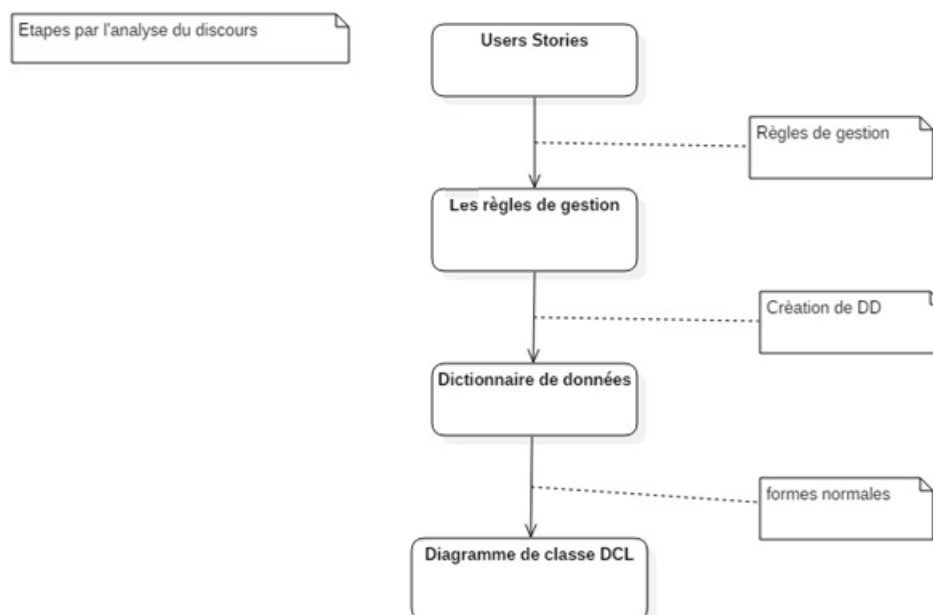 Etapes par l'analyse du discours
Users Stories
Règles de gestion
Les règles de gestion
Crèation de DD
Dictionnaire de données
formes normales
Diagramme de classe DCL